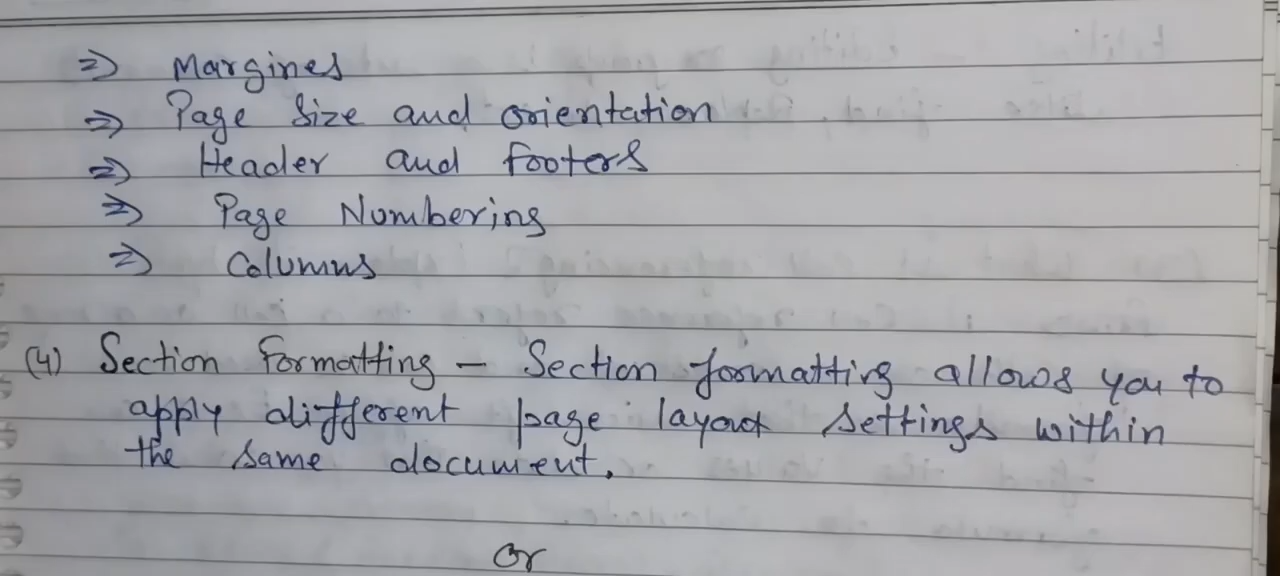 ⇒ Margines
⇒ Page Size and orientation
⇒ Header and footers
⇒ Page Numbering
⇒ Columns
(4) Section Formatting – Section formatting allows you to
apply different page layout settings within
the same document.
or